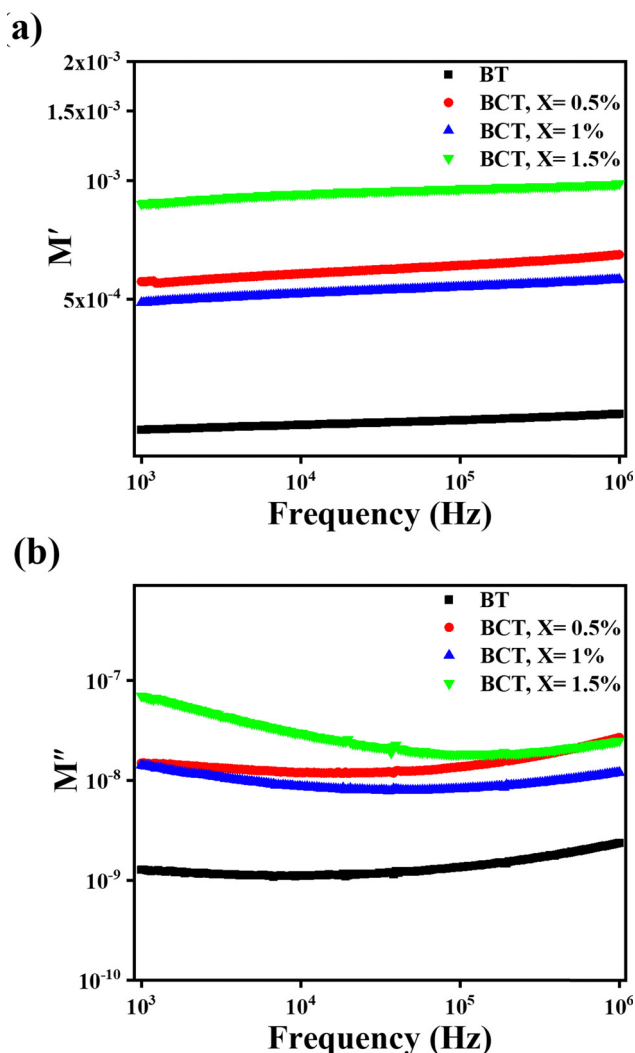 (a)
2x10⁻³
1.5x10⁻³
10⁻³
5x10⁻⁴
M′
BT
BCT, X= 0.5%
BCT, X= 1%
BCT, X= 1.5%
10³
10⁴
10⁵
10⁶
Frequency (Hz)
(b)
10⁻⁷
10⁻⁸
10⁻⁹
10⁻¹⁰
M″
BT
BCT, X= 0.5%
BCT, X= 1%
BCT, X= 1.5%
10³
10⁴
10⁵
10⁶
Frequency (Hz)